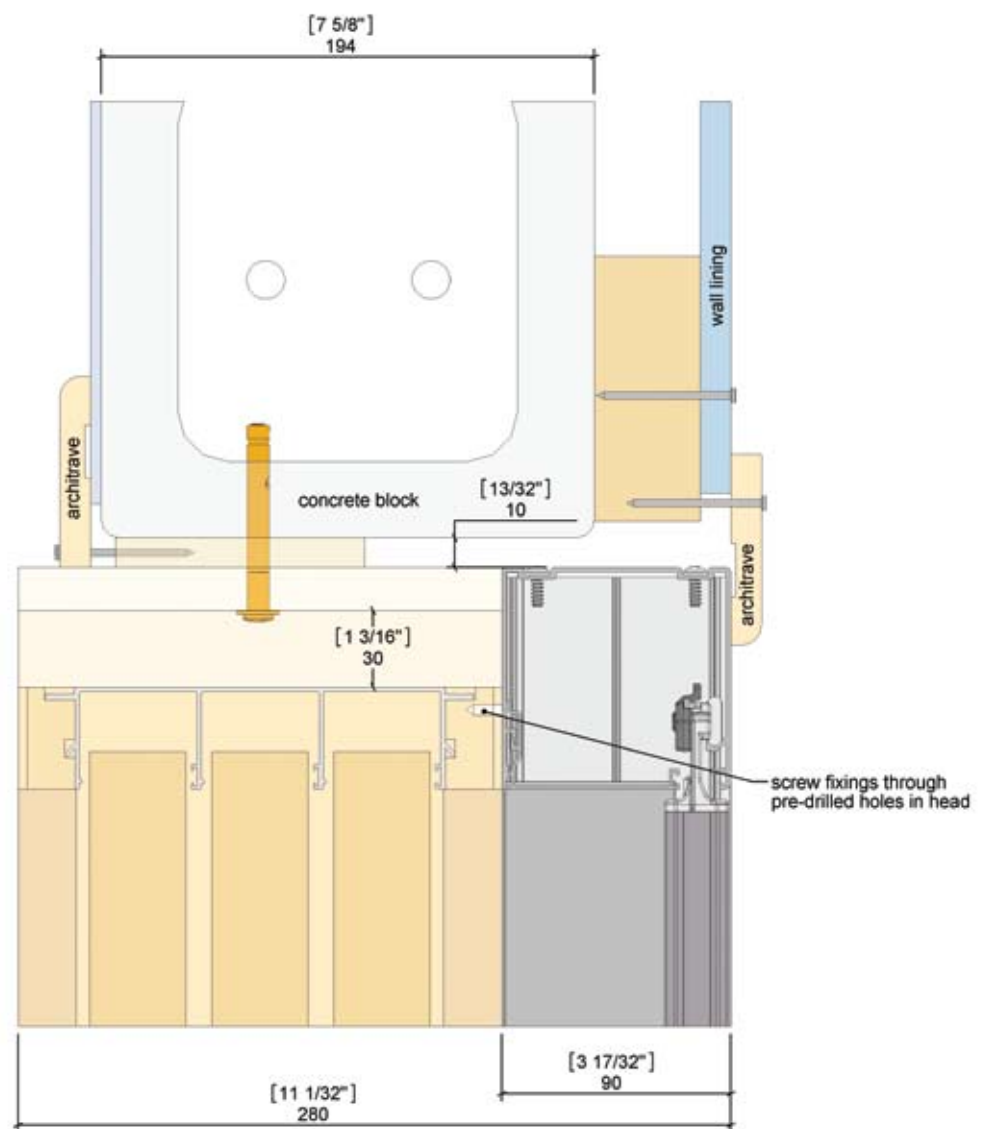 [7 5/8"]
194
wall lining
architrave
concrete block
[13/32"]
10
architrave
[1 3/16"]
30
screw fixings through
pre-drilled holes in head
[3 17/32"]
90
[11 1/32"]
280